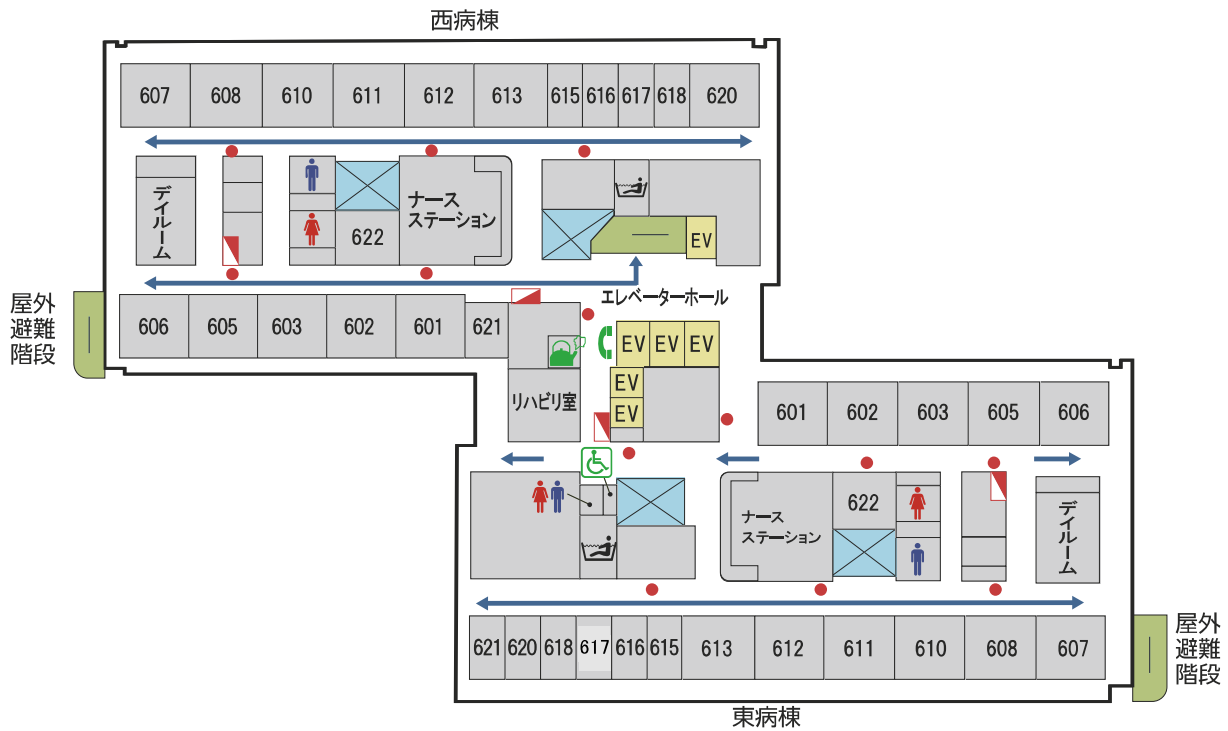 西病棟
607 608 610 611 612 613 615 616 617 618 620
デイルーム
ナース
ステーション
622
EV
屋外
避難
階段
エレベーターホール
606 605 603 602 601 621
EV EV EV
EV
EV
リハビリ室
601 602 603 605 606
ナース
ステーション
622
デイルーム
621 620 618 617 616 615 613 612 611 610 608 607
屋外
避難
階段
東病棟